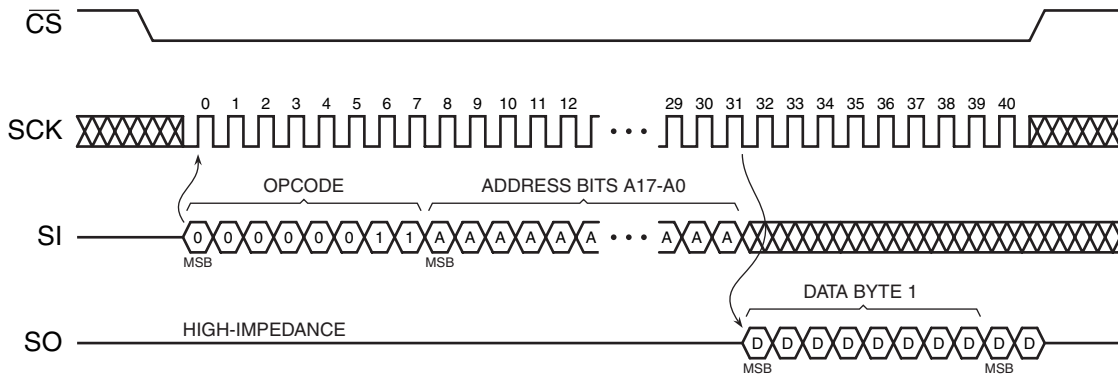 CS
SCK 0 1 2 3 4 5 6 7 8 9 10 11 12 • • • 29 30 31 32 33 34 35 36 37 38 39 40
OPCODE ADDRESS BITS A17-A0
SI 0 0 0 0 0 0 1 1 A A A A A A • • • A A A
MSB MSB
DATA BYTE 1
HIGH-IMPEDANCE
SO D D D D D D D D D D
MSB MSB